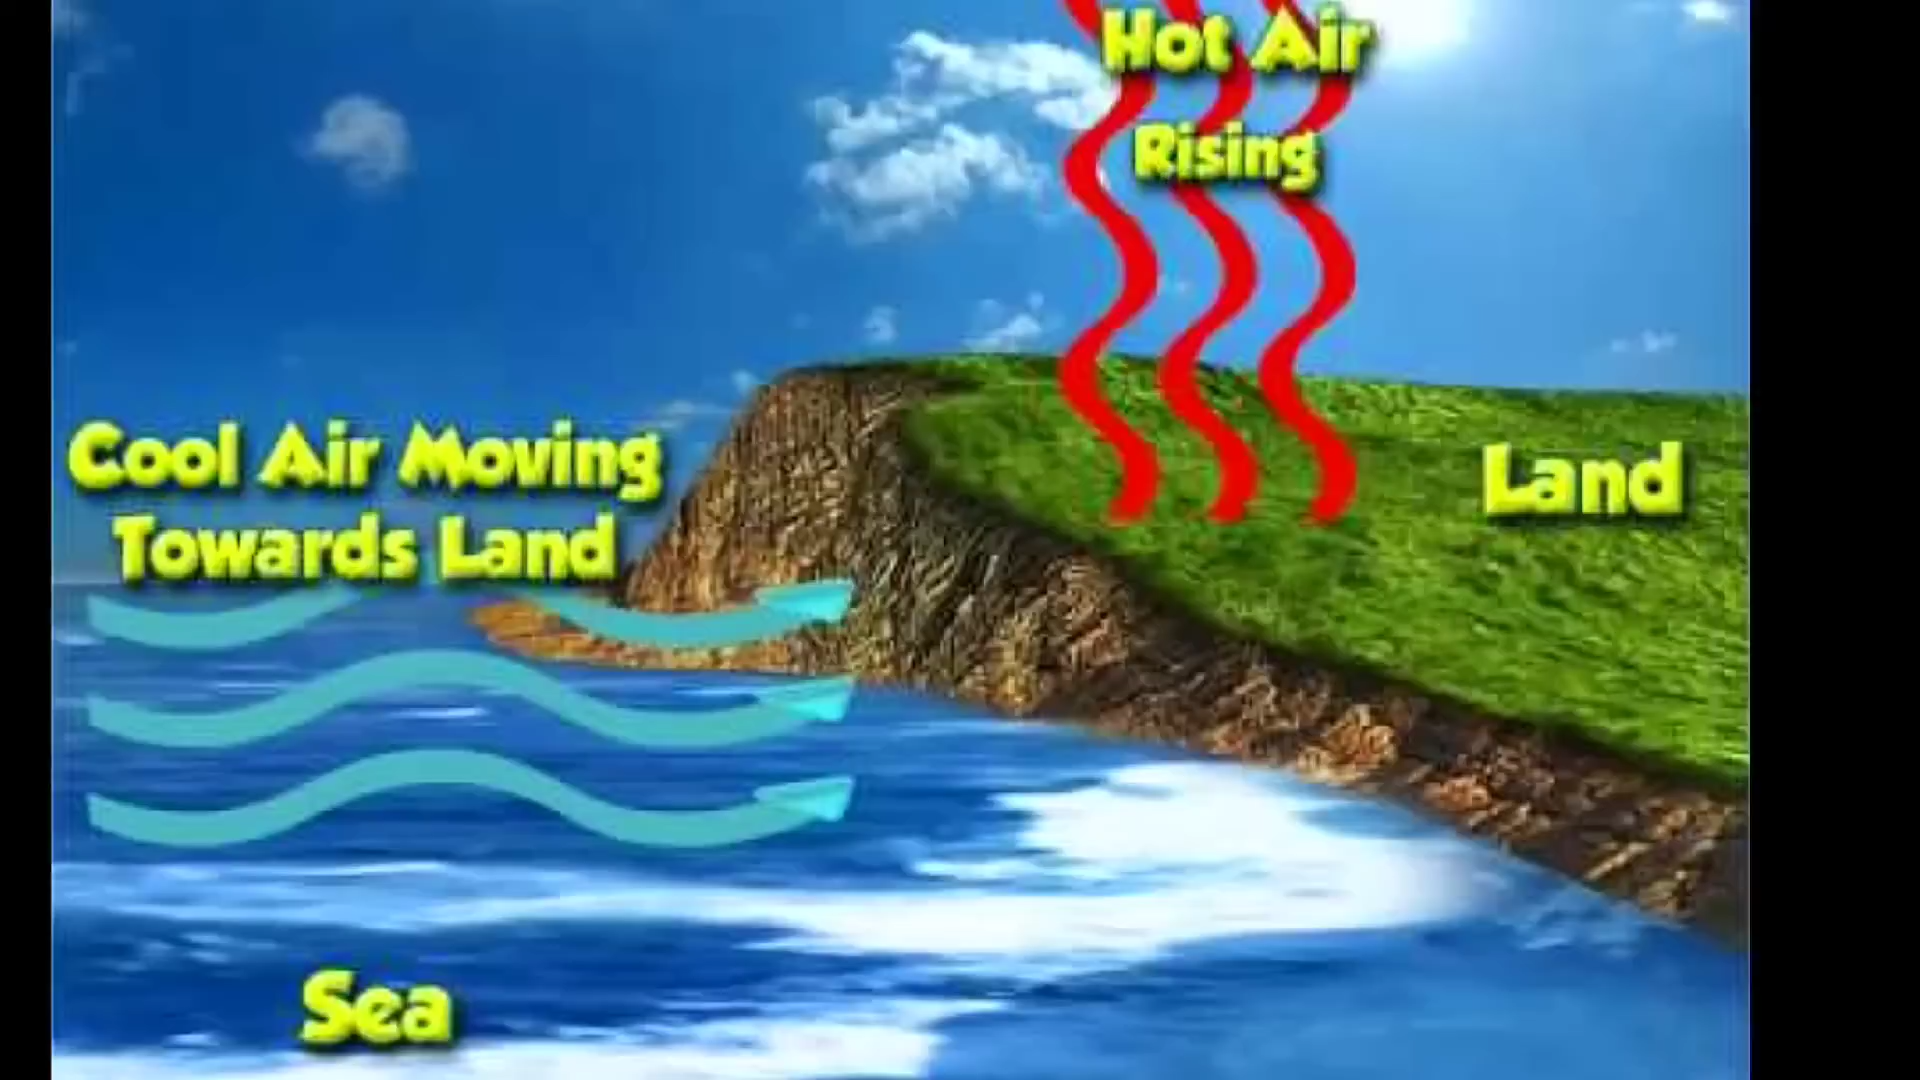 Hot Air
Rising
Cool Air Moving
Towards Land
Land
Sea